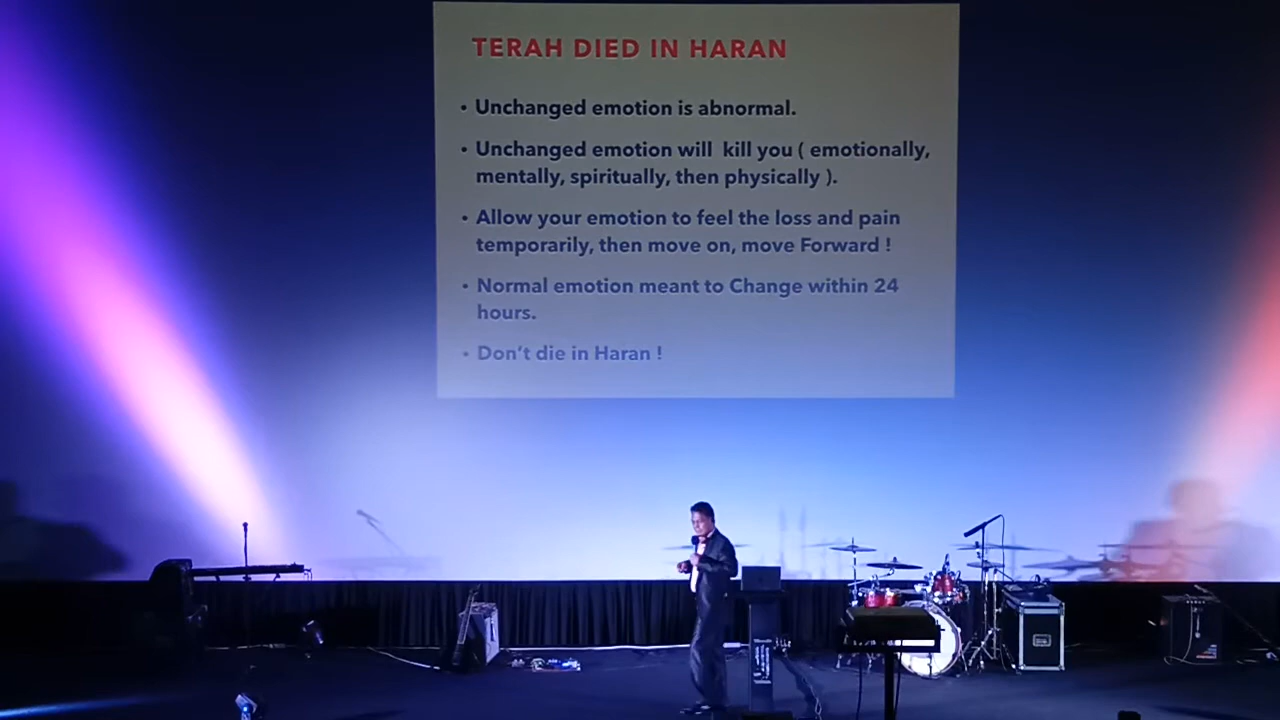 TERAH DIED IN HARAN
• Unchanged emotion is abnormal.
• Unchanged emotion will kill you ( emotionally,
mentally, spiritually, then physically ).
• Allow your emotion to feel the loss and pain
temporarily, then move on, move Forward !
• Normal emotion meant to Change within 24
hours.
• Don't die in Haran !